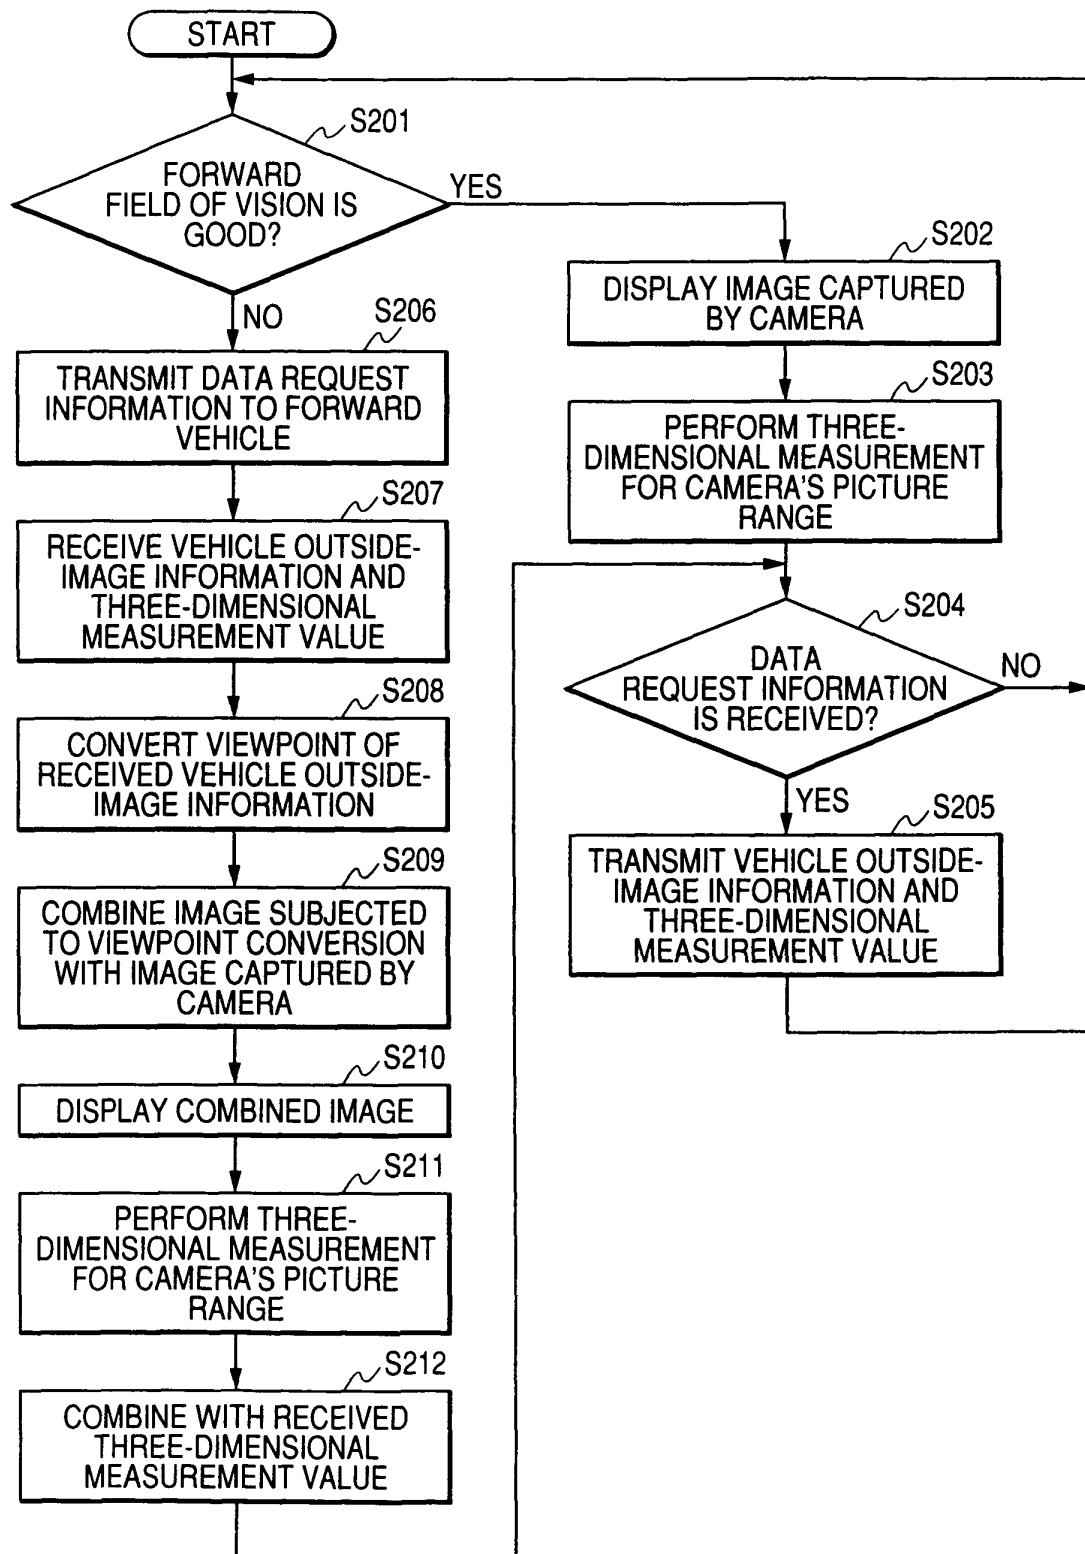 START
S201
FORWARD
FIELD OF VISION IS
GOOD?
YES
NO
S202
DISPLAY IMAGE CAPTURED
BY CAMERA
S203
PERFORM THREE-
DIMENSIONAL MEASUREMENT
FOR CAMERA'S PICTURE
RANGE
S204
DATA
REQUEST INFORMATION
IS RECEIVED?
NO
YES
S205
TRANSMIT VEHICLE OUTSIDE-
IMAGE INFORMATION AND
THREE-DIMENSIONAL
MEASUREMENT VALUE
S206
TRANSMIT DATA REQUEST
INFORMATION TO FORWARD
VEHICLE
S207
RECEIVE VEHICLE OUTSIDE-
IMAGE INFORMATION AND
THREE-DIMENSIONAL
MEASUREMENT VALUE
S208
CONVERT VIEWPOINT OF
RECEIVED VEHICLE OUTSIDE-
IMAGE INFORMATION
S209
COMBINE IMAGE SUBJECTED
TO VIEWPOINT CONVERSION
WITH IMAGE CAPTURED BY
CAMERA
S210
DISPLAY COMBINED IMAGE
S211
PERFORM THREE-
DIMENSIONAL MEASUREMENT
FOR CAMERA'S PICTURE
RANGE
S212
COMBINE WITH RECEIVED
THREE-DIMENSIONAL
MEASUREMENT VALUE